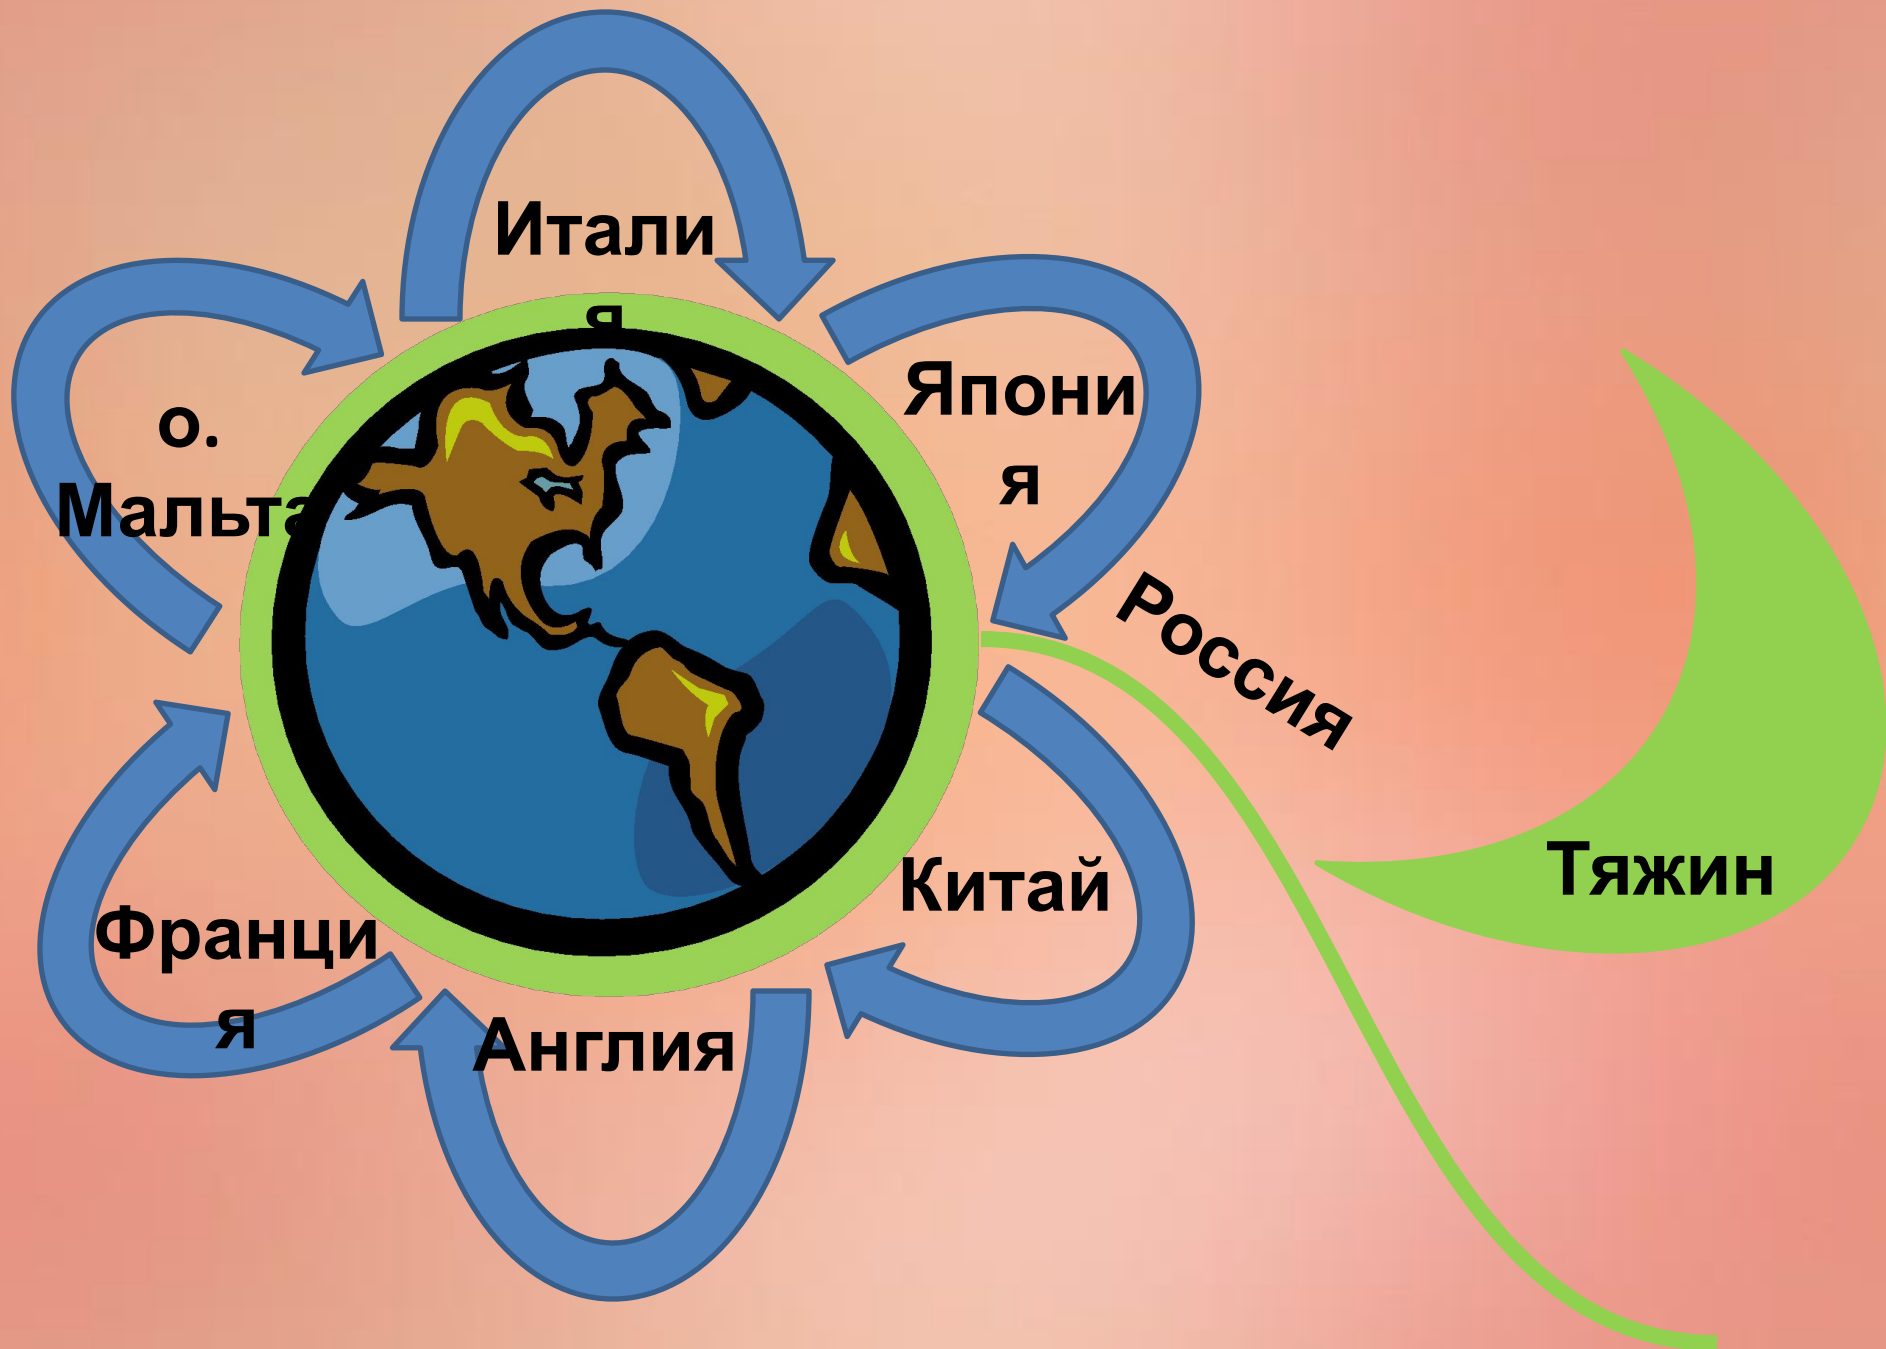 Итали
я
Япони
я
о.
Мальта
Россия
Китай
Тяжин
Франци
я
Англия